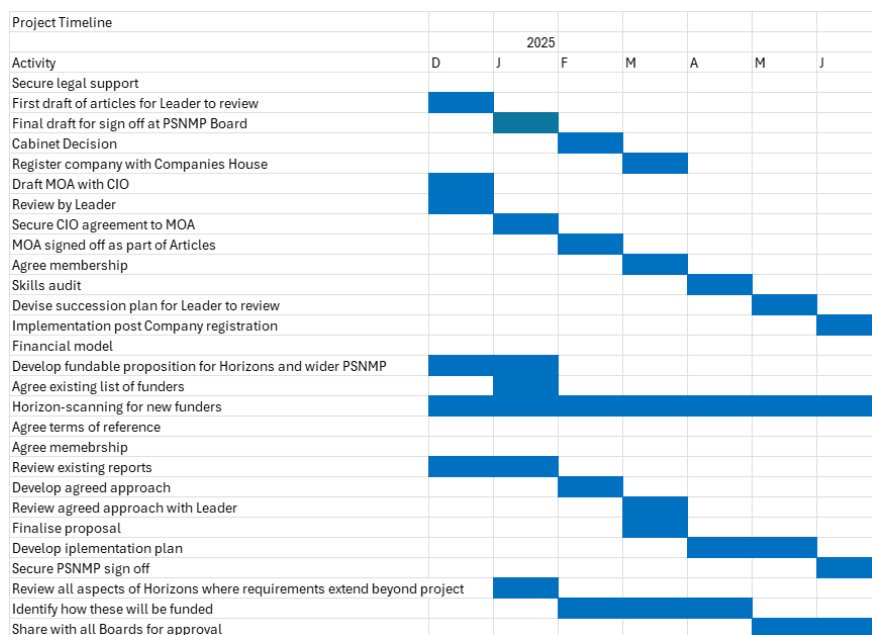 Project Timeline
2025
Activity D J F M A M J
Secure legal support
First draft of articles for Leader to review
Final draft for sign off at PSNMP Board
Cabinet Decision
Register company with Companies House
Draft MOA with CIO
Review by Leader
Secure CIO agreement to MOA
MOA signed off as part of Articles
Agree membership
Skills audit
Devise succession plan for Leader to review
Implementation post Company registration
Financial model
Develop fundable proposition for Horizons and wider PSNMP
Agree existing list of funders
Horizon-scanning for new funders
Agree terms of reference
Agree memebrship
Review existing reports
Develop agreed approach
Review agreed approach with Leader
Finalise proposal
Develop iplementation plan
Secure PSNMP sign off
Review all aspects of Horizons where requirements extend beyond project
Identify how these will be funded
Share with all Boards for approval